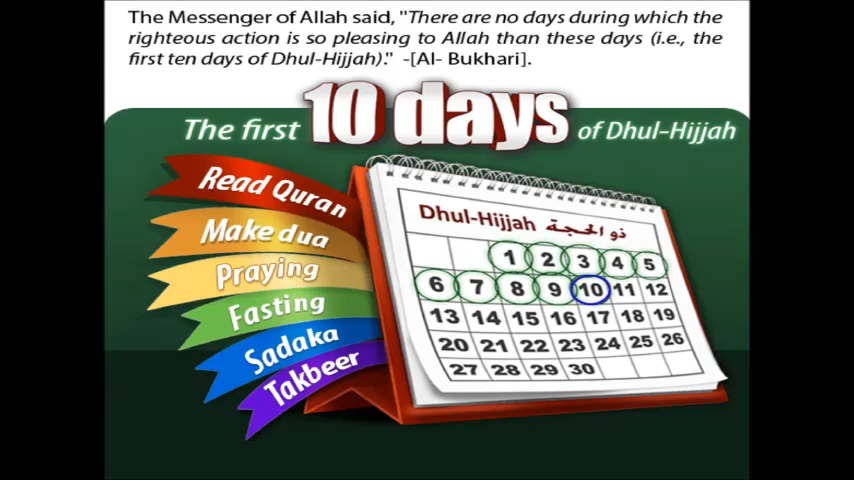 The Messenger of Allah said, "There are no days during which the
righteous action is so pleasing to Allah than these days (i.e., the
first ten days of Dhul-Hijjah)." -[Al- Bukhari].
The first 10 days of Dhul-Hijjah
Read Quran
Make dua
Praying
Fasting
Sadaka
Takbeer
Dhul-Hijjah ذو الحجة
1 2 3 4 5
6 7 8 9 10 11 12
13 14 15 16 17 18 19
20 21 22 23 24 25 26
27 28 29 30